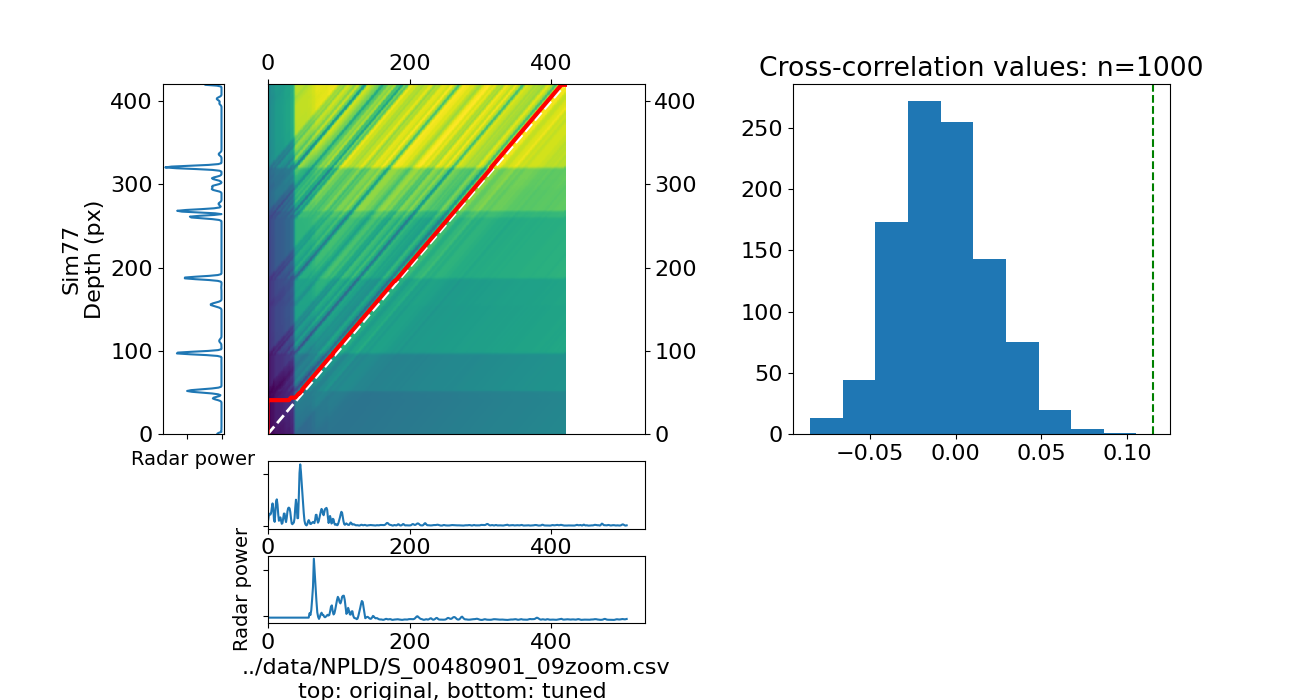 Cross-correlation values: n=1000
0 200 400
400
300
200
100
0
Sim77
Depth (px)
Radar power
400
300
200
100
0
250
200
150
100
50
0
−0.05 0.00 0.05 0.10
0 200 400
Radar power
0 200 400
../data/NPLD/S_00480901_09zoom.csv
top: original, bottom: tuned